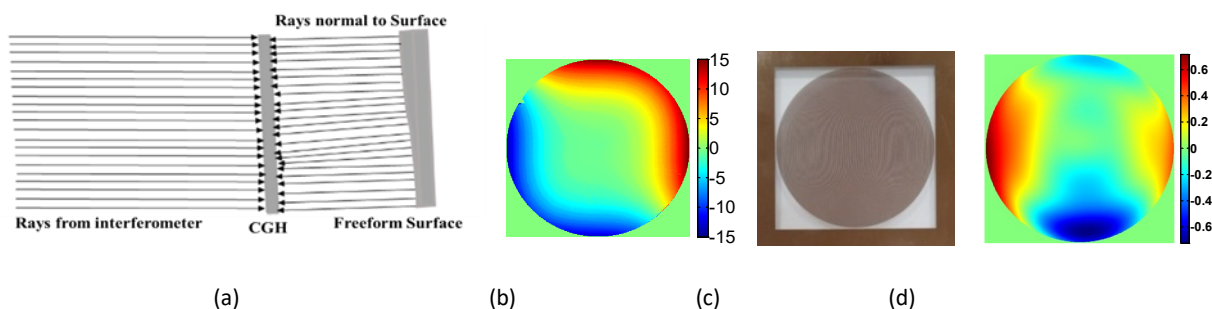 Rays normal to Surface
Rays from interferometer
CGH
Freeform Surface
15
10
5
0
-5
-10
-15
0.6
0.4
0.2
0
-0.2
-0.4
-0.6
(a)
(b)
(c)
(d)